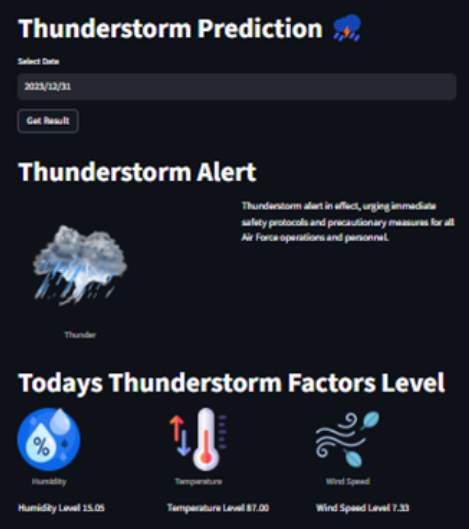 Thunderstorm Prediction
Select Date
2023/12/31
Get Result
Thunderstorm Alert
Thunderstorm alert in effect, urging immediate
safety protocols and precautionary measures for all
Air Force operations and personnel.
Thunder
Todays Thunderstorm Factors Level
%
Humidity Temperature Wind Speed
Humidity Level 15.05 Temperature Level 87.00 Wind Speed Level 7.33